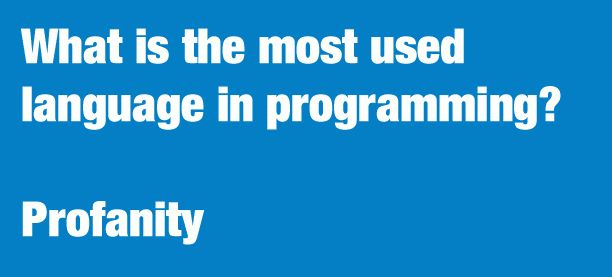 What is the most used
language in programming?
Profanity